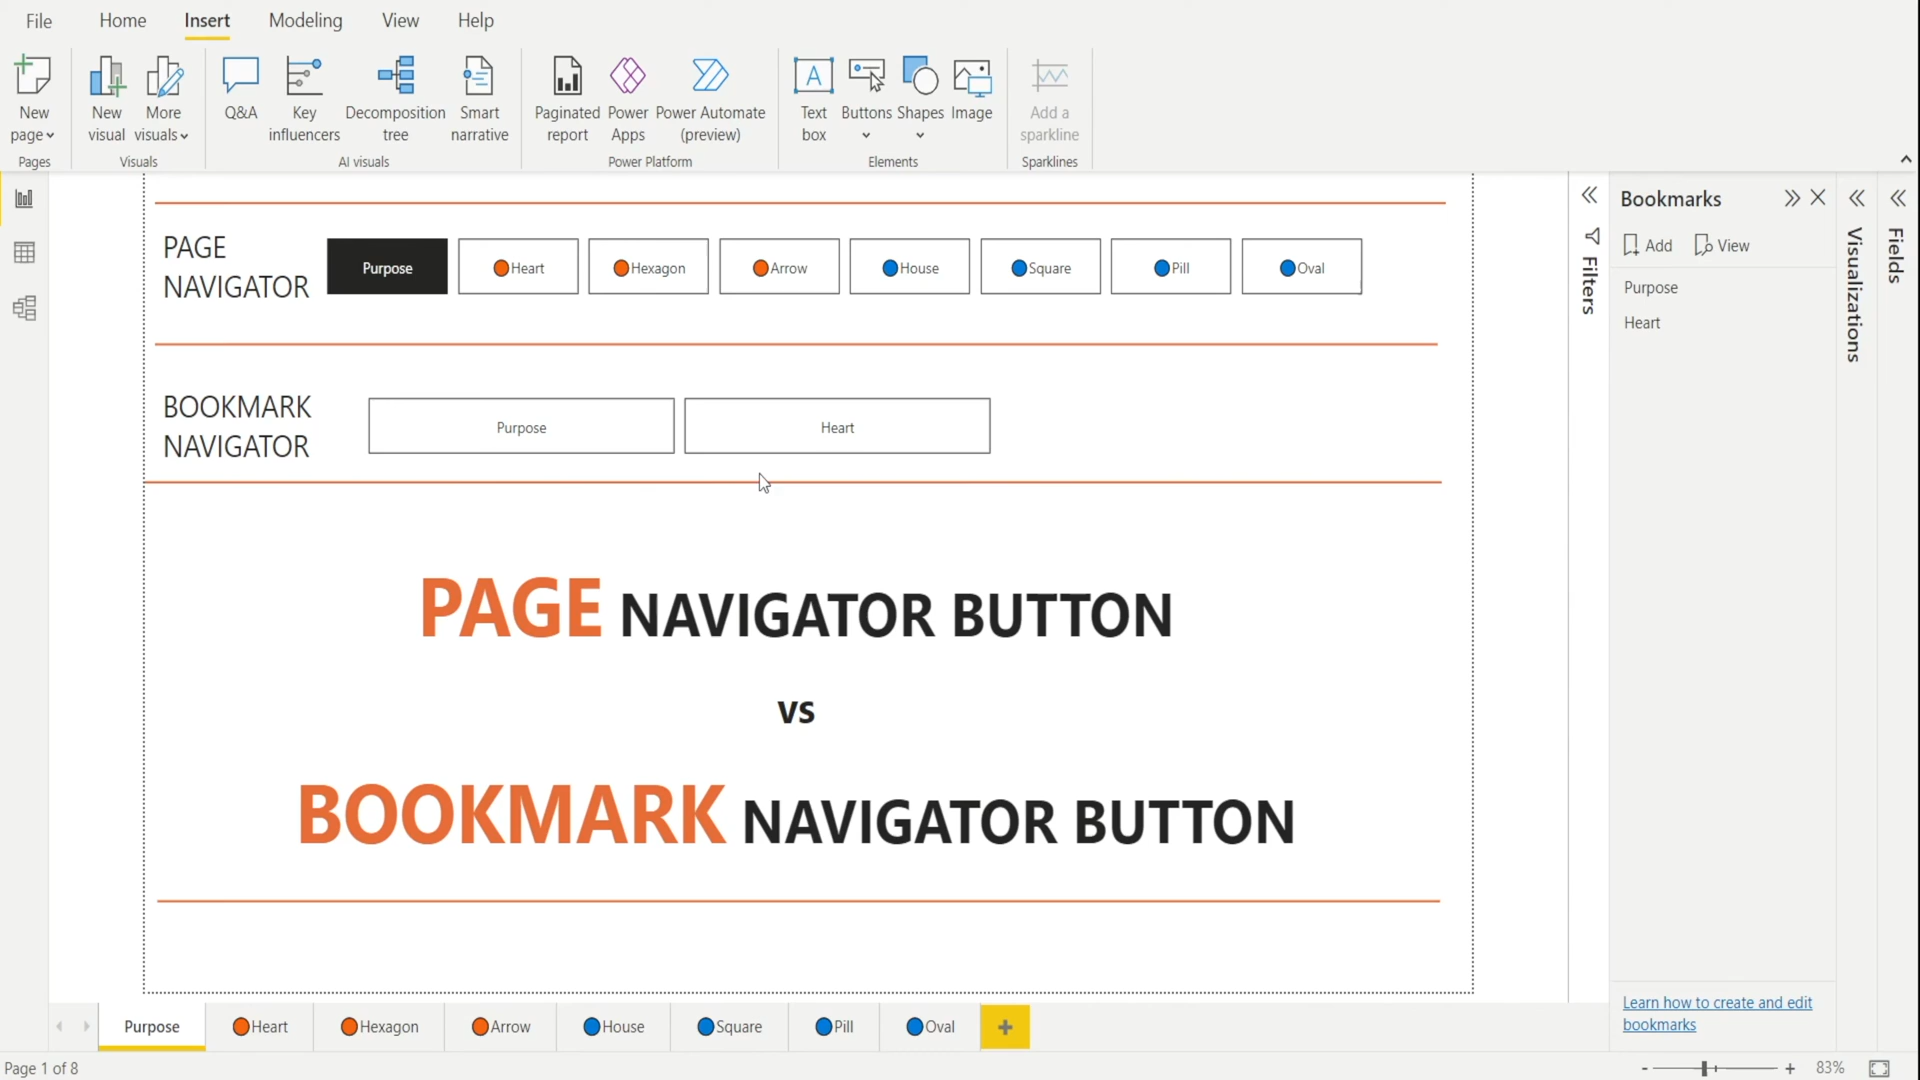 File Home Insert Modeling View Help
New page
New visual
More visuals
Q&A
Key influencers
Decomposition tree
Smart narrative
Paginated report
Power Apps
Power Automate (preview)
Text box
Buttons
Shapes
Image
Add a sparkline
Pages Visuals AI visuals Power Platform Elements Sparklines
PAGE
NAVIGATOR
Purpose Heart Hexagon Arrow House Square Pill Oval
BOOKMARK
NAVIGATOR
Purpose Heart
PAGE NAVIGATOR BUTTON
VS
BOOKMARK NAVIGATOR BUTTON
Filters
Bookmarks
Add View
Purpose
Heart
Learn how to create and edit
bookmarks
Visualizations
Fields
Purpose Heart Hexagon Arrow House Square Pill Oval
Page 1 of 8
- + 83%